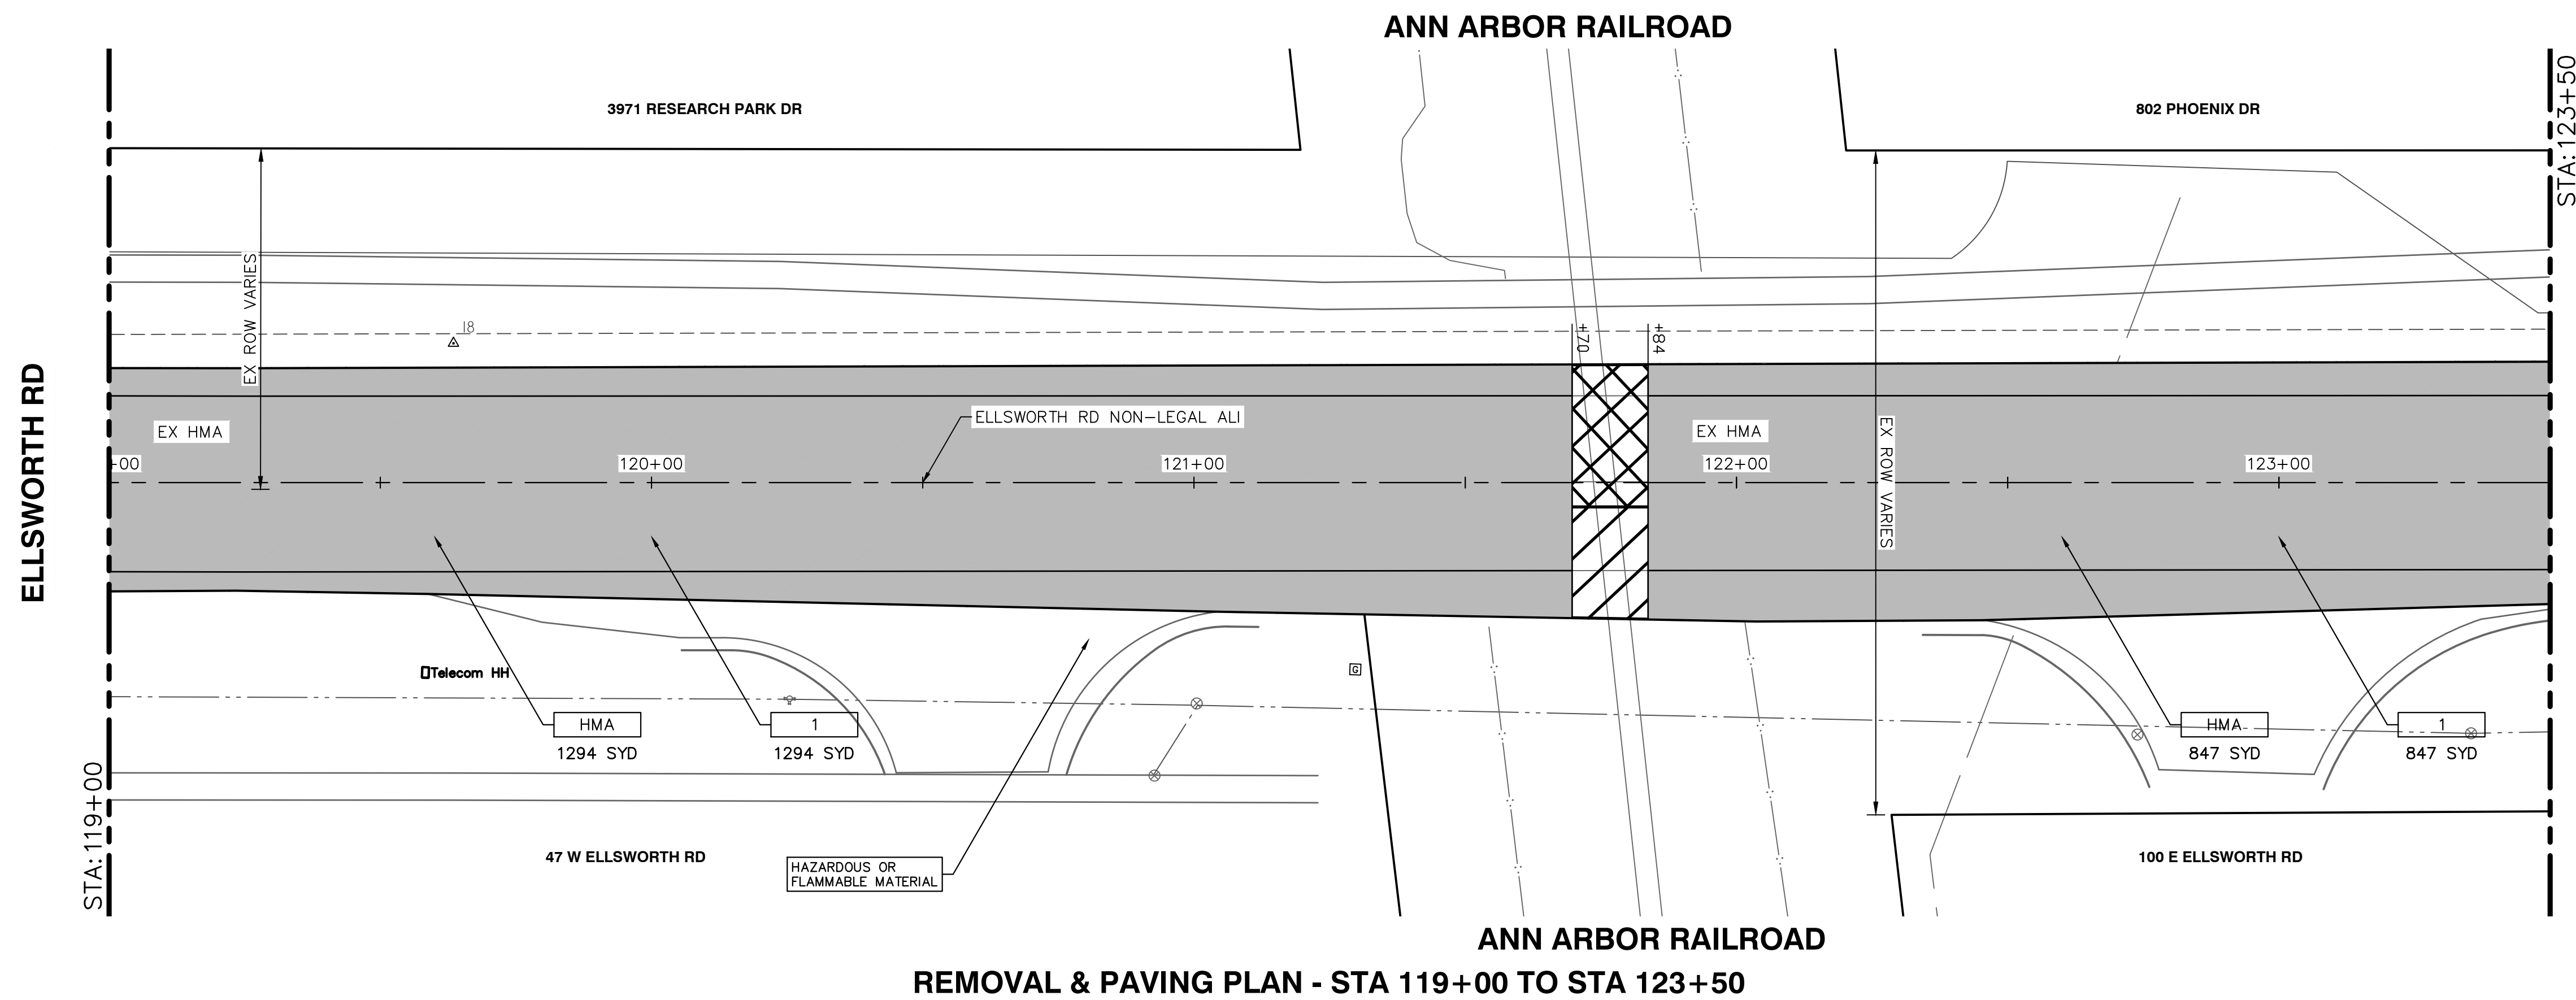 ANN ARBOR RAILROAD
3971 RESEARCH PARK DR
802 PHOENIX DR
STA:123+50
EX ROW VARIES
18
+70
+84
ELLSWORTH RD
EX HMA
ELLSWORTH RD NON-LEGAL ALI
EX HMA
+00
120+00
121+00
122+00
123+00
EX ROW VARIES
Telecom HH
G
HMA
1294 SYD
1
1294 SYD
HMA
847 SYD
1
847 SYD
STA:119+00
47 W ELLSWORTH RD
HAZARDOUS OR
FLAMMABLE MATERIAL
100 E ELLSWORTH RD
ANN ARBOR RAILROAD
REMOVAL & PAVING PLAN - STA 119+00 TO STA 123+50